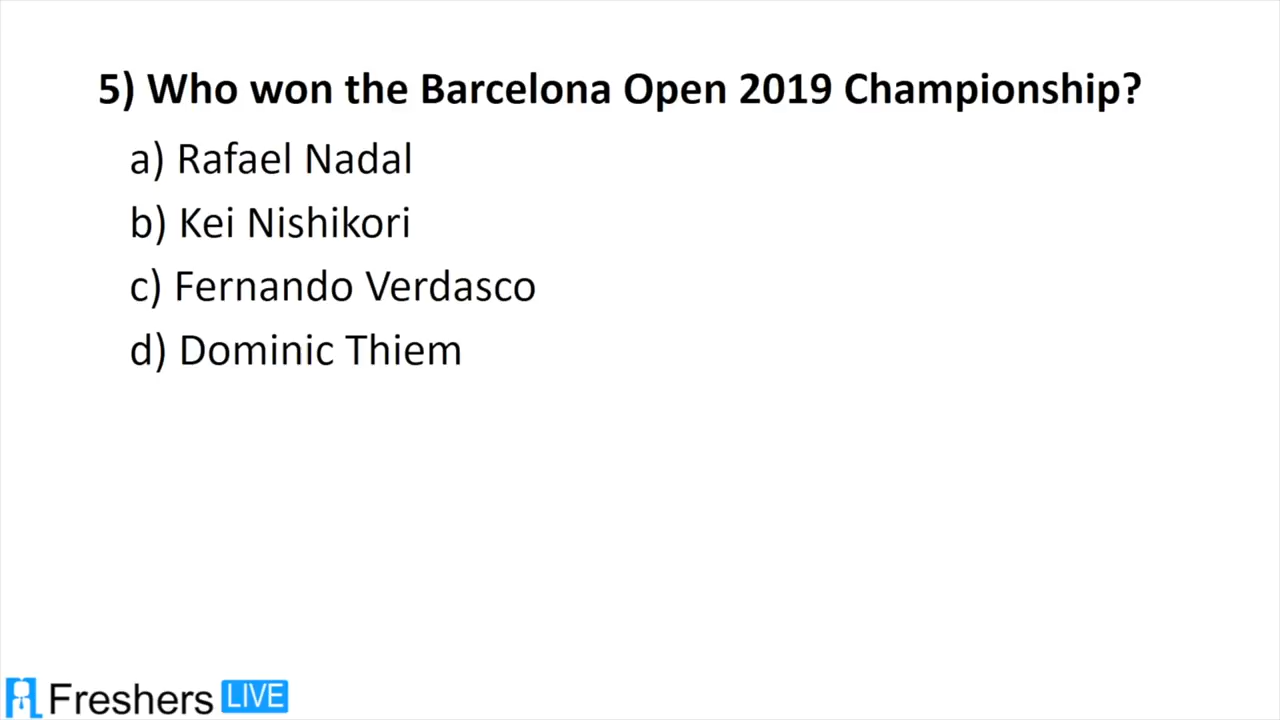 5) Who won the Barcelona Open 2019 Championship?
a) Rafael Nadal
b) Kei Nishikori
c) Fernando Verdasco
d) Dominic Thiem
Freshers LIVE